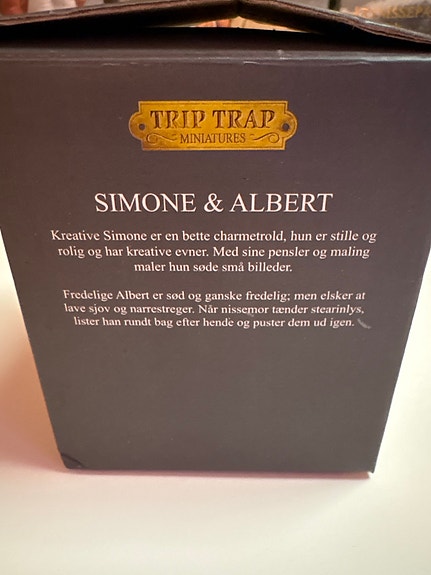 TRIP TRAP
MINIATURES
SIMONE & ALBERT
Kreative Simone er en bette charmetrold, hun er stille og
rolig og har kreative evner. Med sine pensler og maling
maler hun søde små billeder.
Fredelige Albert er sød og ganske fredelig; men elsker at
lave sjov og narrestreger. Når nissemor tænder stearinlys,
lister han rundt bag efter hende og puster dem ud igen.